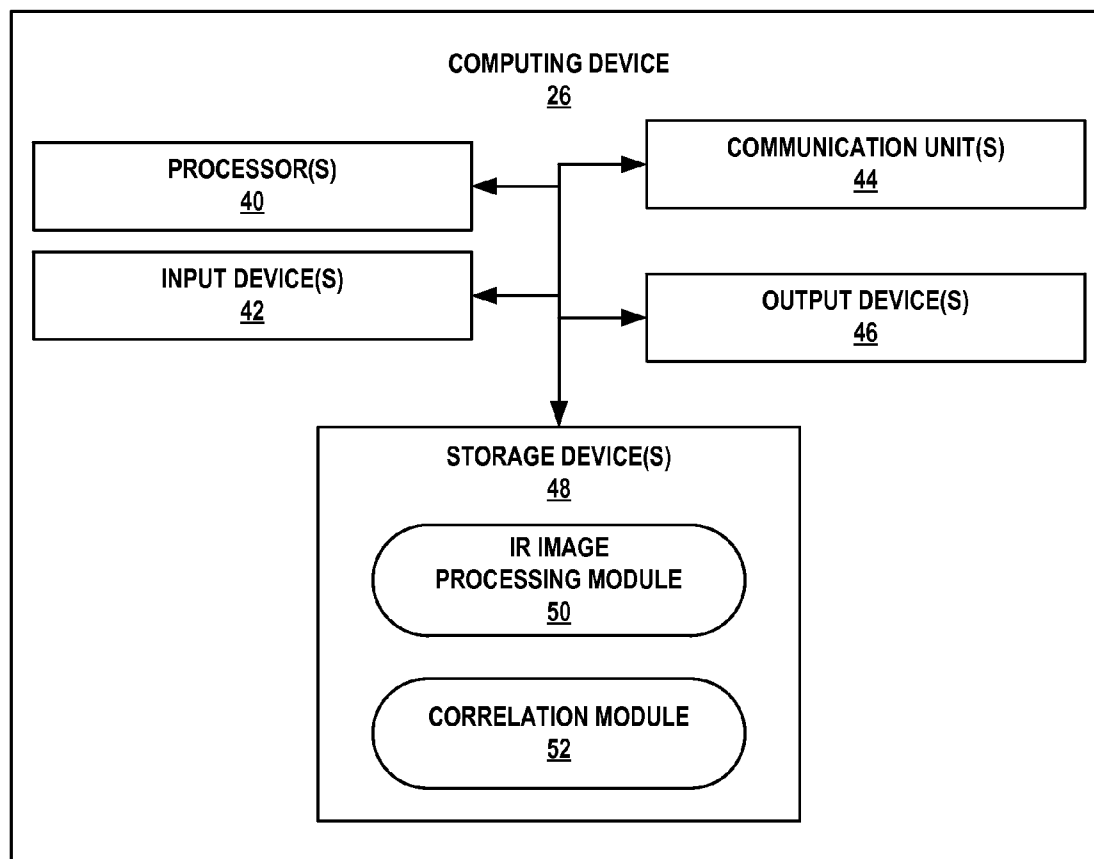 COMPUTING DEVICE
26
PROCESSOR(S)
40
COMMUNICATION UNIT(S)
44
INPUT DEVICE(S)
42
OUTPUT DEVICE(S)
46
STORAGE DEVICE(S)
48
IR IMAGE
PROCESSING MODULE
50
CORRELATION MODULE
52